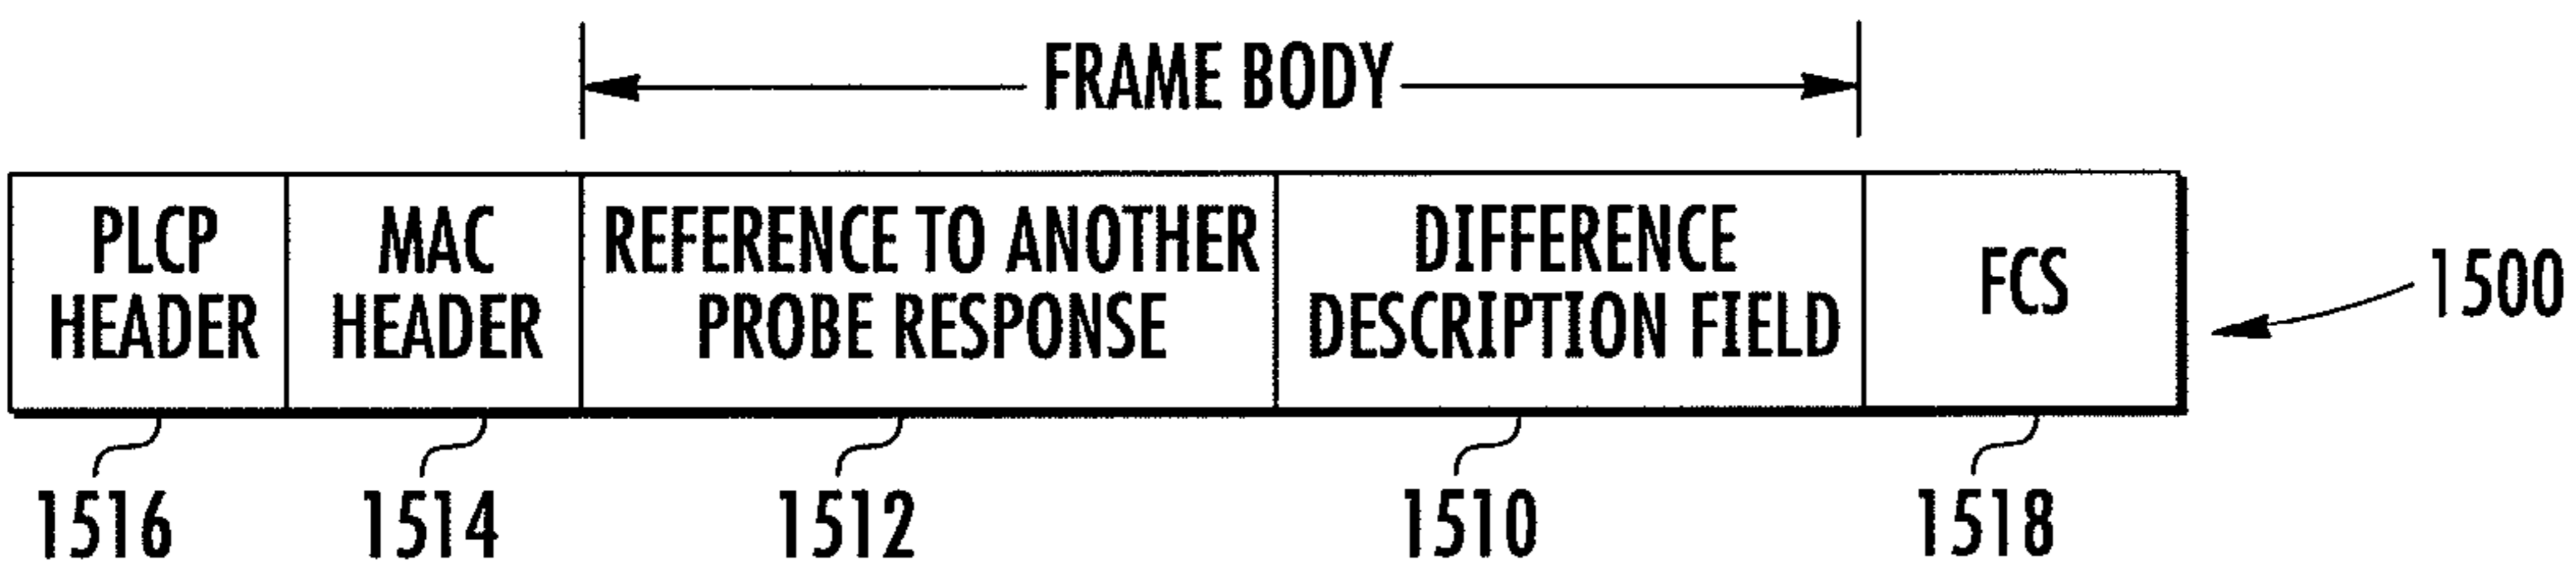 FRAME BODY
PLCP
HEADER
MAC
HEADER
REFERENCE TO ANOTHER
PROBE RESPONSE
DIFFERENCE
DESCRIPTION FIELD
FCS
1500
1516
1514
1512
1510
1518